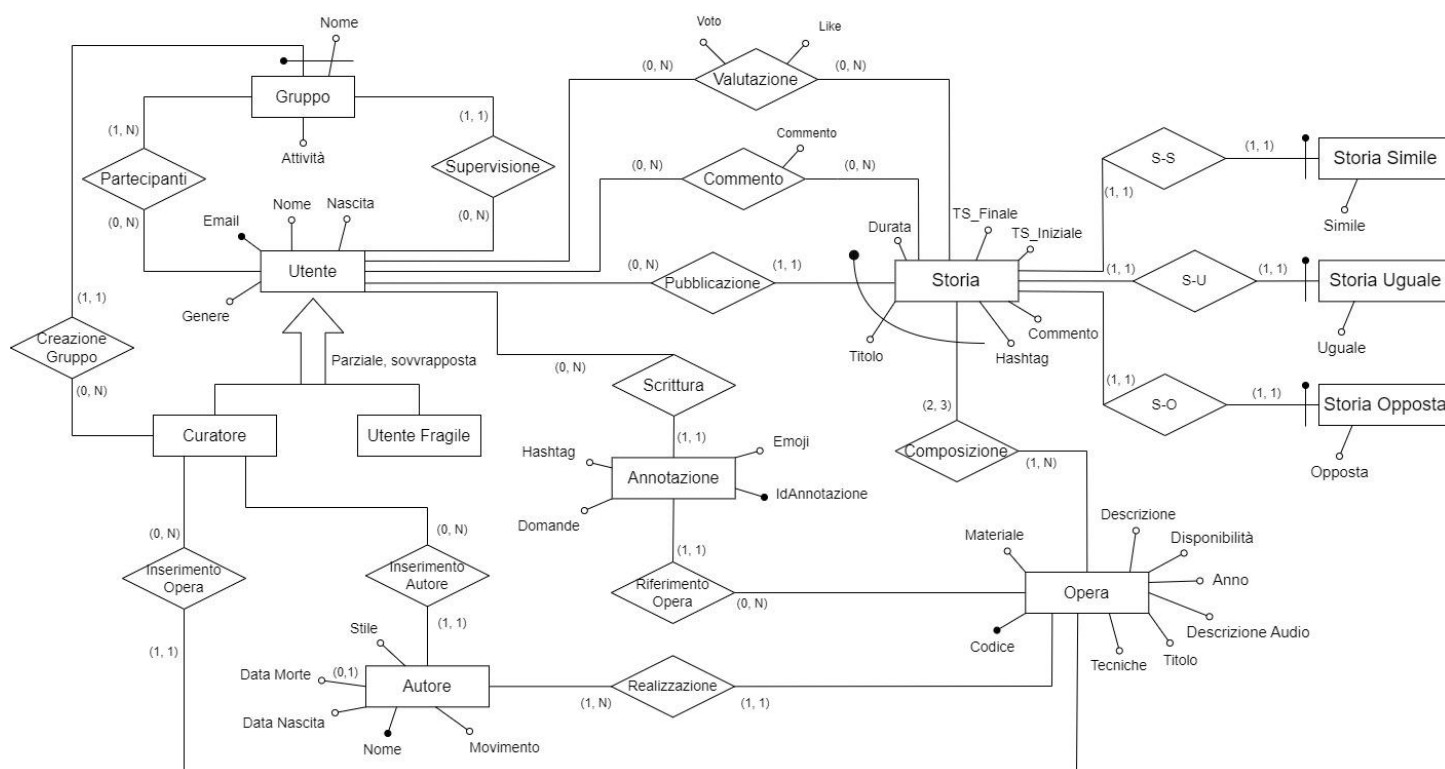 Nome
Voto
Like
(0, N)
Valutazione
(0, N)
Gruppo
(1, N)
(1, 1)
Attività
Commento
Partecipanti
Supervisione
(0, N)
Commento
(0, N)
S-S
(1, 1)
Storia Simile
(1, 1)
Simile
(0, N)
Email
Nome
Nascita
(0, N)
Durata
TS_Finale
TS_Iniziale
Utente
(0, N)
Pubblicazione
(1, 1)
Storia
(1, 1)
S-U
(1, 1)
Storia Uguale
Genere
Titolo
Hashtag
Commento
Uguale
(1, 1)
Creazione
Gruppo
Parziale, sovvrapposta
(0, N)
(0, N)
Scrittura
(1, 1)
S-O
(1, 1)
Storia Opposta
(2, 3)
Curatore
Utente Fragile
(1, 1)
Composizione
(1, N)
Opposta
Hashtag
Emoji
Annotazione
IdAnnotazione
Domande
(0, N)
(0, N)
(1, 1)
Materiale
Descrizione
Disponibilità
Inserimento
Opera
Inserimento
Autore
Riferimento
Opera
(0, N)
Opera
Anno
Descrizione Audio
Codice
Tecniche
Titolo
(1, 1)
(1, 1)
Stile
Data Morte
(0,1)
Autore
(1, N)
Realizzazione
(1, 1)
Data Nascita
Nome
Movimento